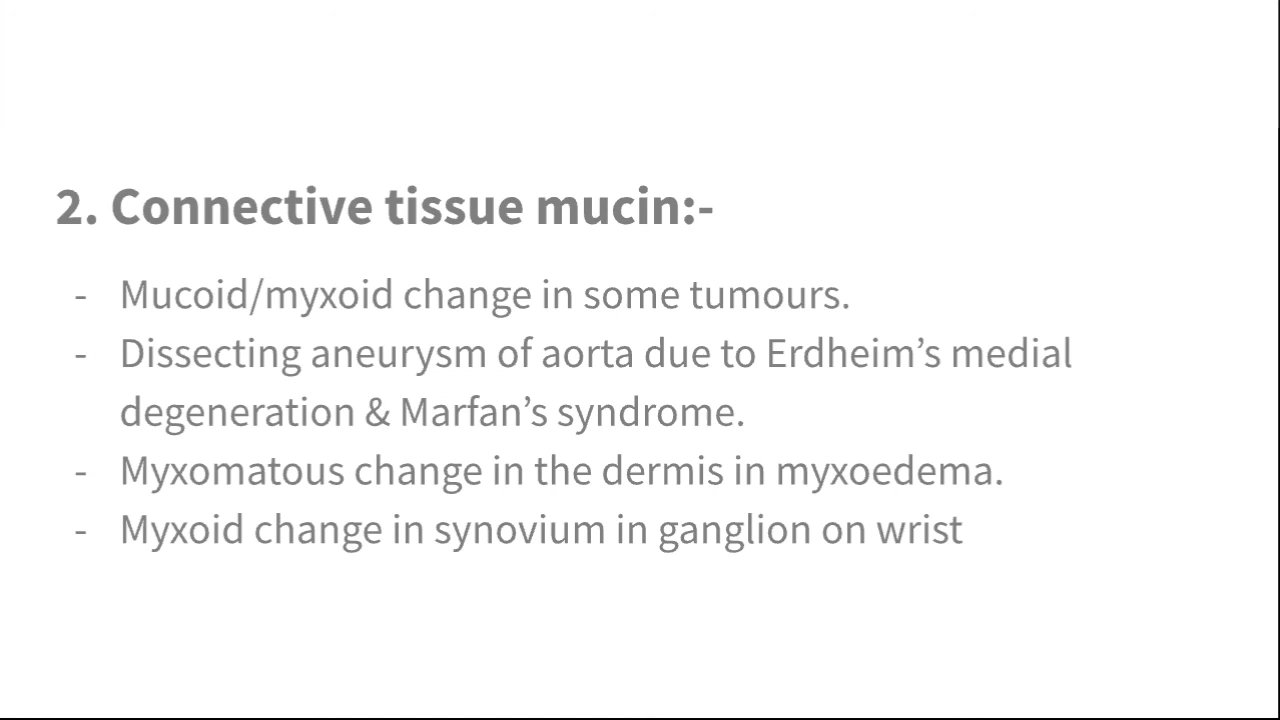 2. Connective tissue mucin:-
- Mucoid/myxoid change in some tumours.
- Dissecting aneurysm of aorta due to Erdheim’s medial
degeneration & Marfan’s syndrome.
- Myxomatous change in the dermis in myxoedema.
- Myxoid change in synovium in ganglion on wrist